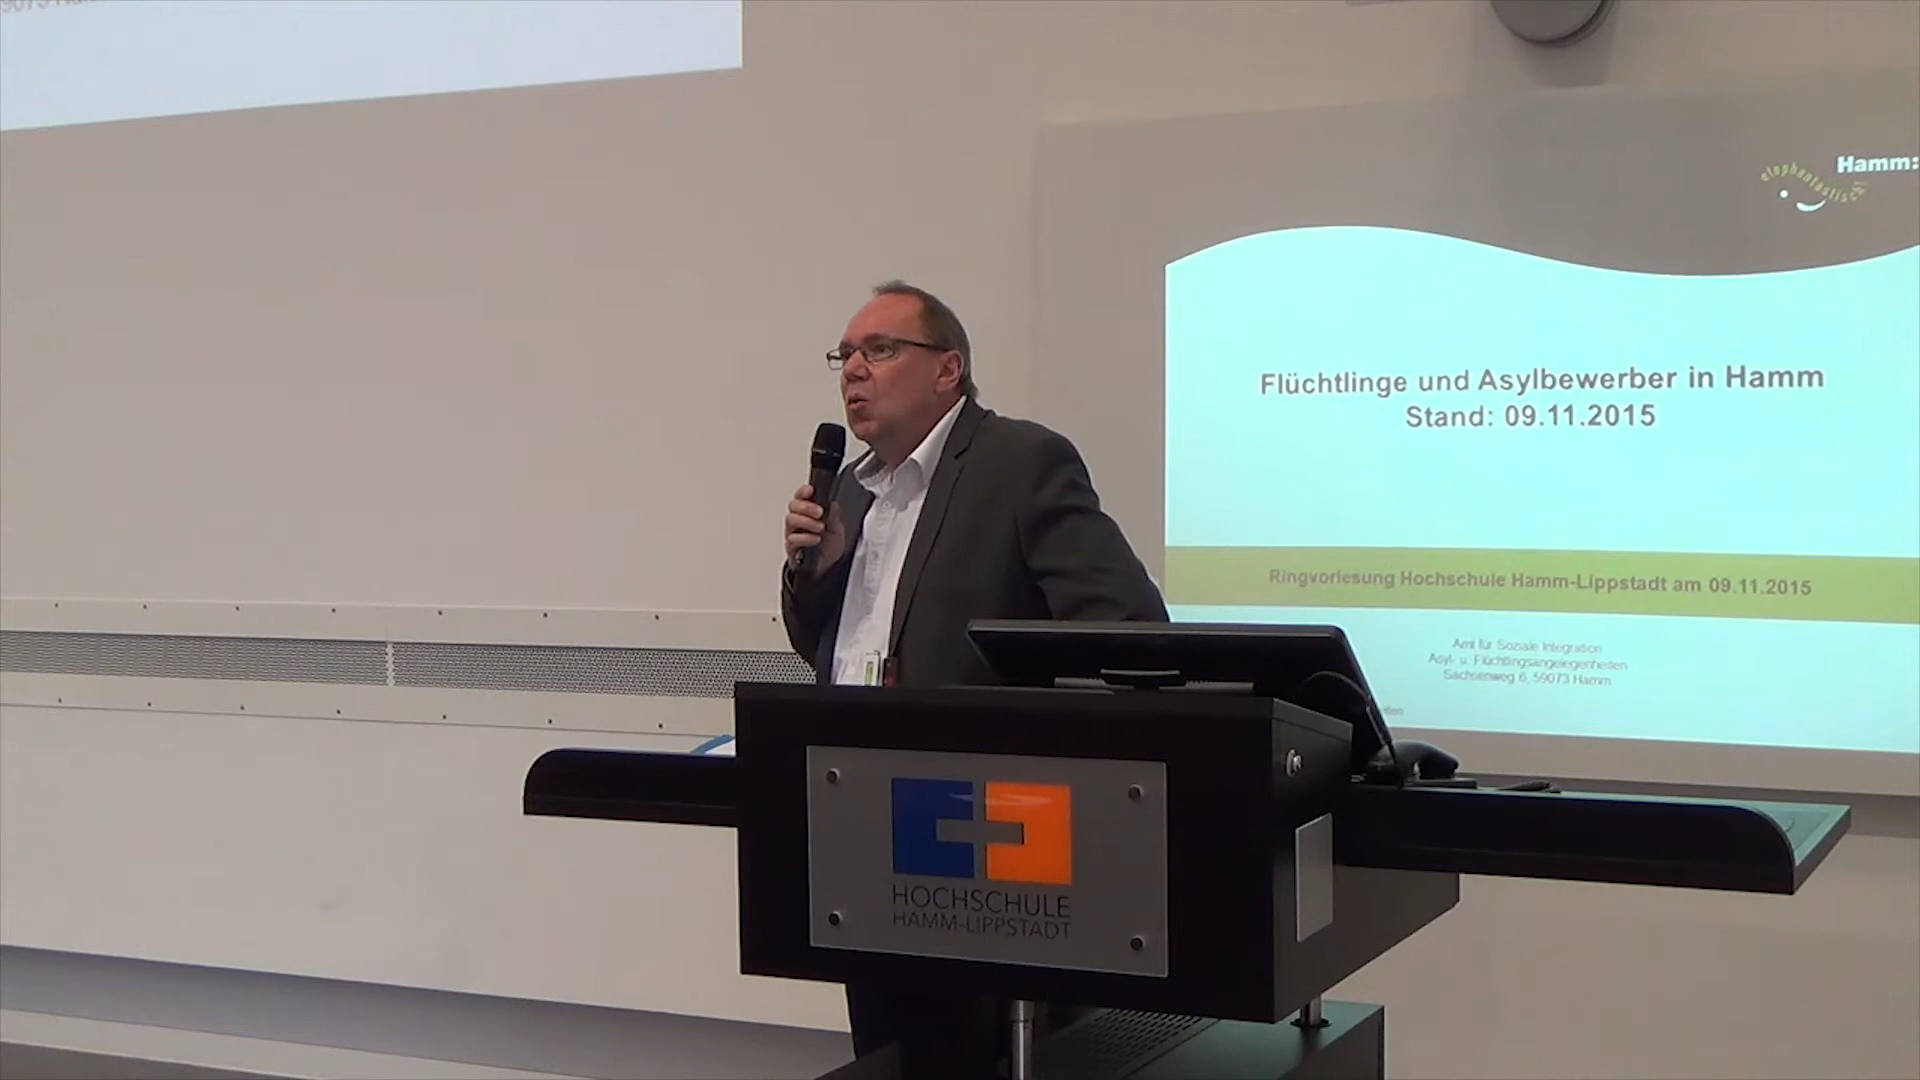 Hamm:
elephantastisch
Flüchtlinge und Asylbewerber in Hamm
Stand: 09.11.2015
Ringvorlesung Hochschule Hamm-Lippstadt am 09.11.2015
Amt für Soziale Integration
Asyl- u. Flüchtlingsangelegenheiten
Sachsenweg 6, 59073 Hamm
HOCHSCHULE
HAMM-LIPPSTADT